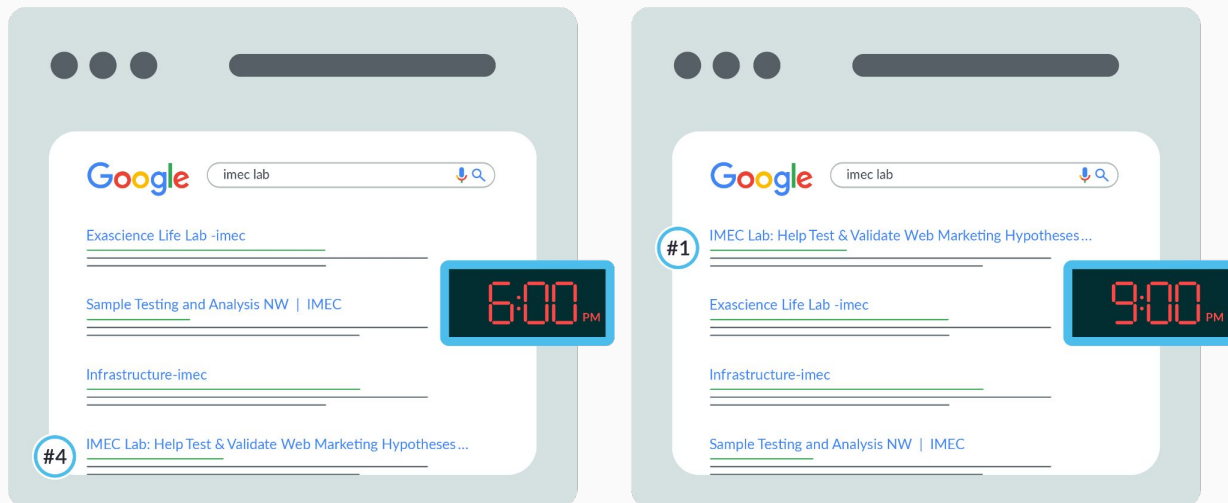 Google imec lab
Exascience Life Lab -imec
Sample Testing and Analysis NW | IMEC
6:00 PM
Infrastructure-imec
#4 IMEC Lab: Help Test & Validate Web Marketing Hypotheses...
Google imec lab
#1 IMEC Lab: Help Test & Validate Web Marketing Hypotheses...
Exascience Life Lab -imec
9:00 PM
Infrastructure-imec
Sample Testing and Analysis NW | IMEC